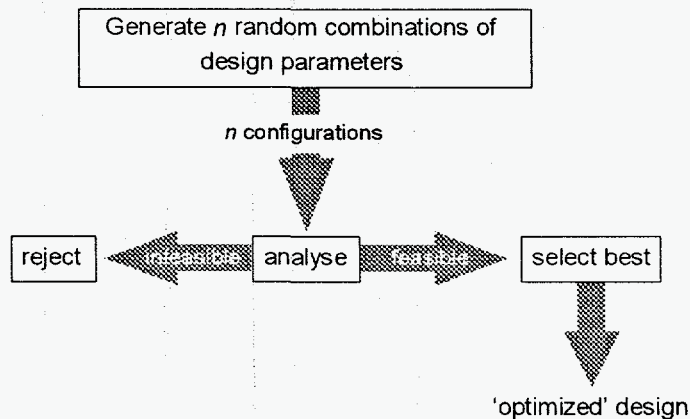 Generate n random combinations of
design parameters
n configurations
reject
infeasible
analyse
feasible
select best
'optimized' design